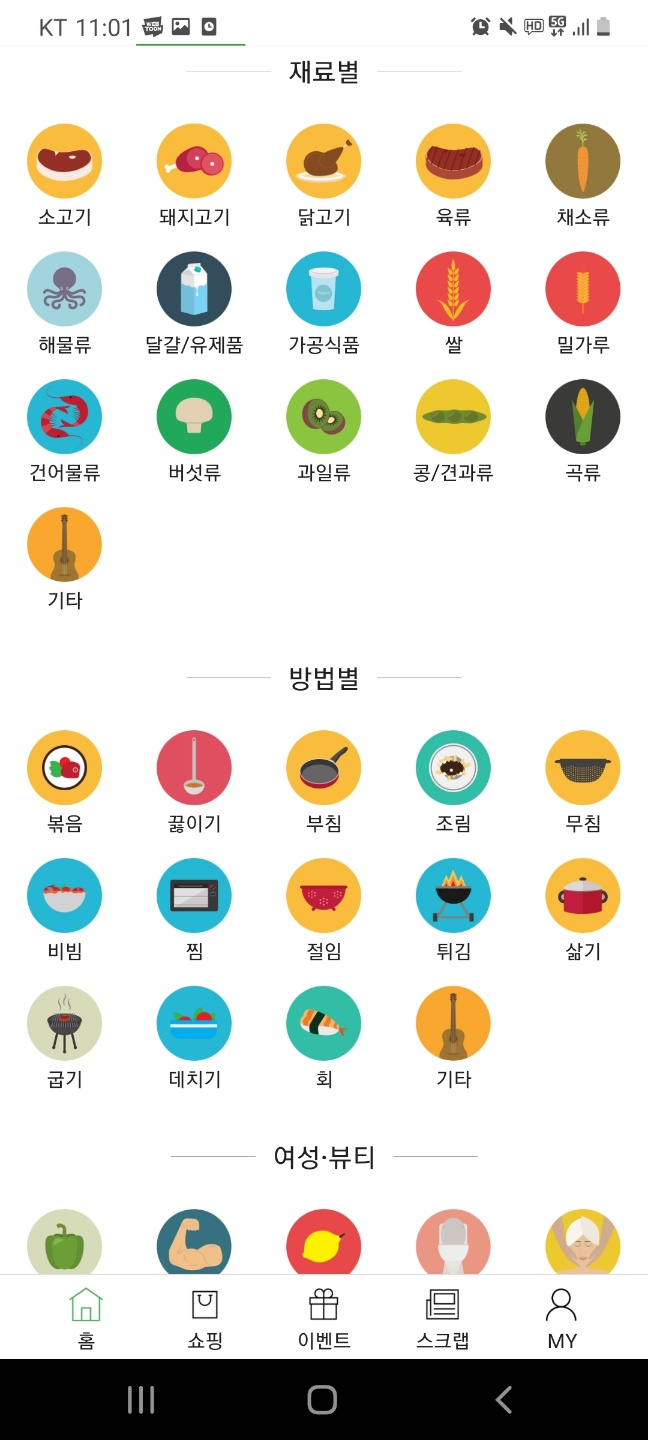 KT 11:01 HD 5G
재료별
소고기 돼지고기 닭고기 육류 채소류
해물류 달걀/유제품 가공식품 쌀 밀가루
건어물류 버섯류 과일류 콩/견과류 곡류
기타
방법별
볶음 끓이기 부침 조림 무침
비빔 찜 절임 튀김 삶기
굽기 데치기 회 기타
여성·뷰티
홈 쇼핑 이벤트 스크랩 MY